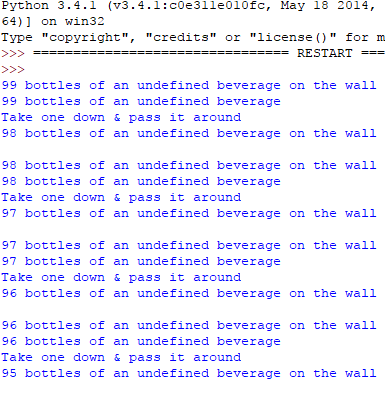 Python 3.4.1 (v3.4.1:c0e311e010fc, May 18 2014,
64)] on win32
Type "copyright", "credits" or "license()" for m
>>> ================================ RESTART ===
>>>
99 bottles of an undefined beverage on the wall
99 bottles of an undefined beverage
Take one down & pass it around
98 bottles of an undefined beverage on the wall

98 bottles of an undefined beverage on the wall
98 bottles of an undefined beverage
Take one down & pass it around
97 bottles of an undefined beverage on the wall

97 bottles of an undefined beverage on the wall
97 bottles of an undefined beverage
Take one down & pass it around
96 bottles of an undefined beverage on the wall

96 bottles of an undefined beverage on the wall
96 bottles of an undefined beverage
Take one down & pass it around
95 bottles of an undefined beverage on the wall